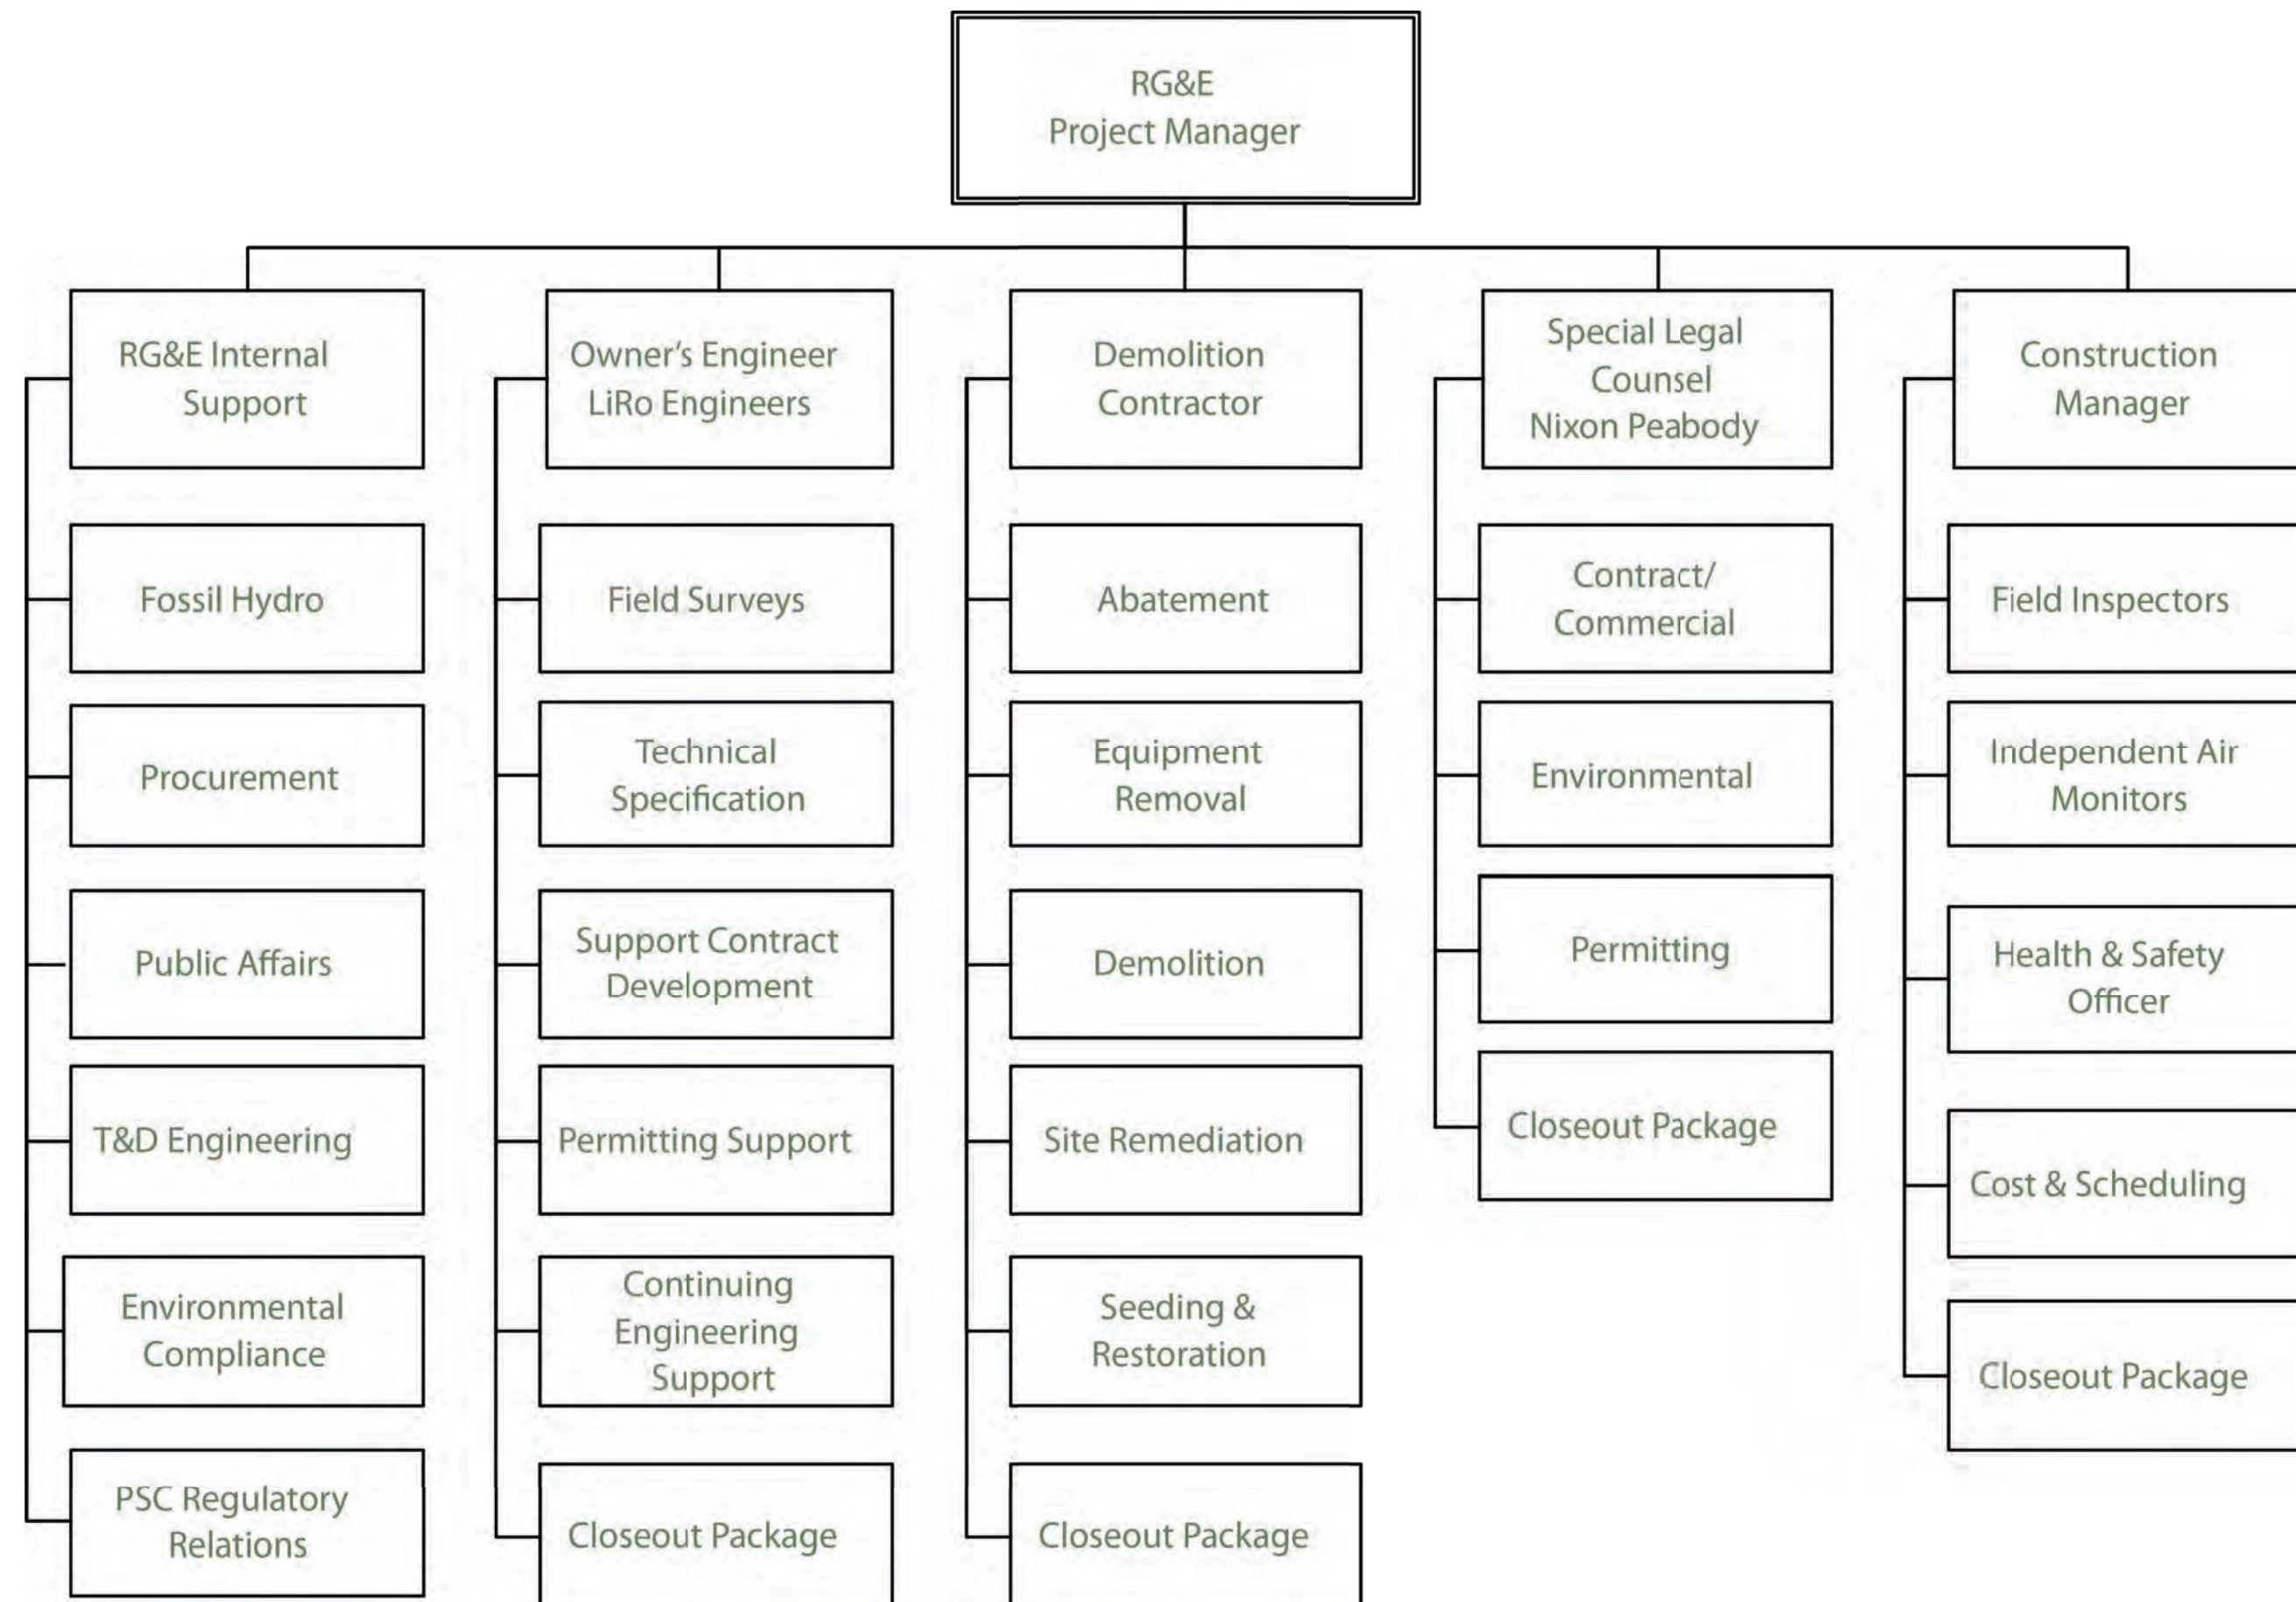 RG&E
Project Manager
RG&E Internal
Support
Fossil Hydro
Procurement
Public Affairs
T&D Engineering
Environmental
Compliance
PSC Regulatory
Relations
Owner's Engineer
LiRo Engineers
Field Surveys
Technical
Specification
Support Contract
Development
Permitting Support
Continuing
Engineering
Support
Closeout Package
Demolition
Contractor
Abatement
Equipment
Removal
Demolition
Site Remediation
Seeding &
Restoration
Closeout Package
Special Legal
Counsel
Nixon Peabody
Contract/
Commercial
Environmental
Permitting
Closeout Package
Construction
Manager
Field Inspectors
Independent Air
Monitors
Health & Safety
Officer
Cost & Scheduling
Closeout Package